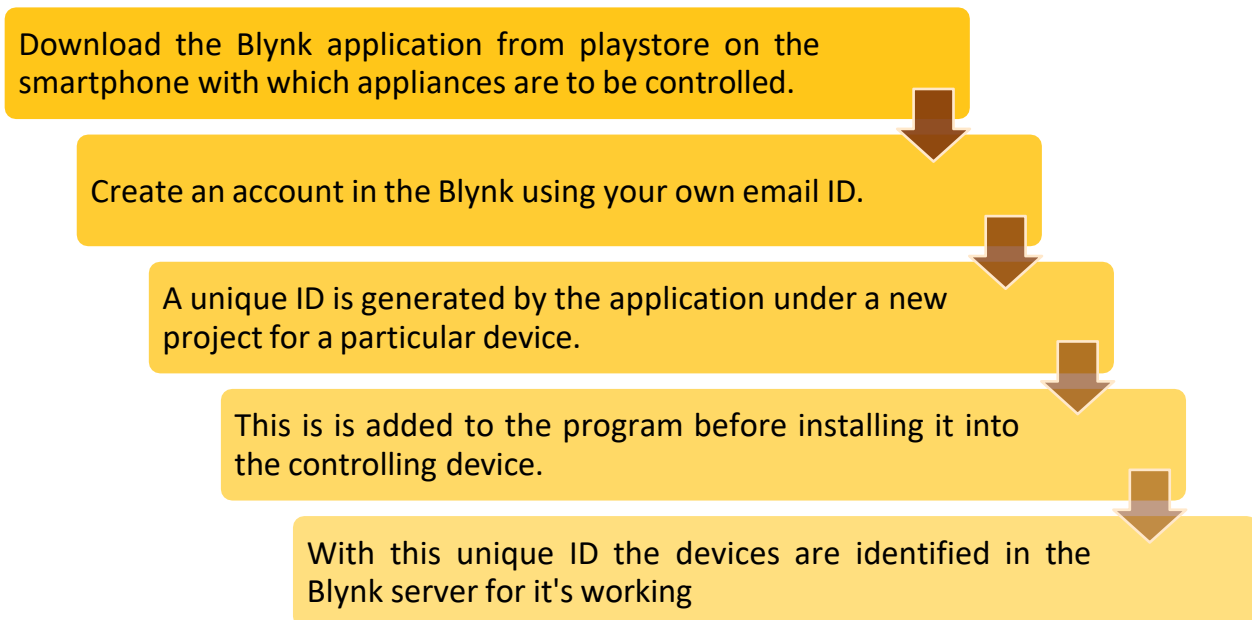 Download the Blynk application from playstore on the
smartphone with which appliances are to be controlled.
Create an account in the Blynk using your own email ID.
A unique ID is generated by the application under a new
project for a particular device.
This is is added to the program before installing it into
the controlling device.
With this unique ID the devices are identified in the
Blynk server for it's working